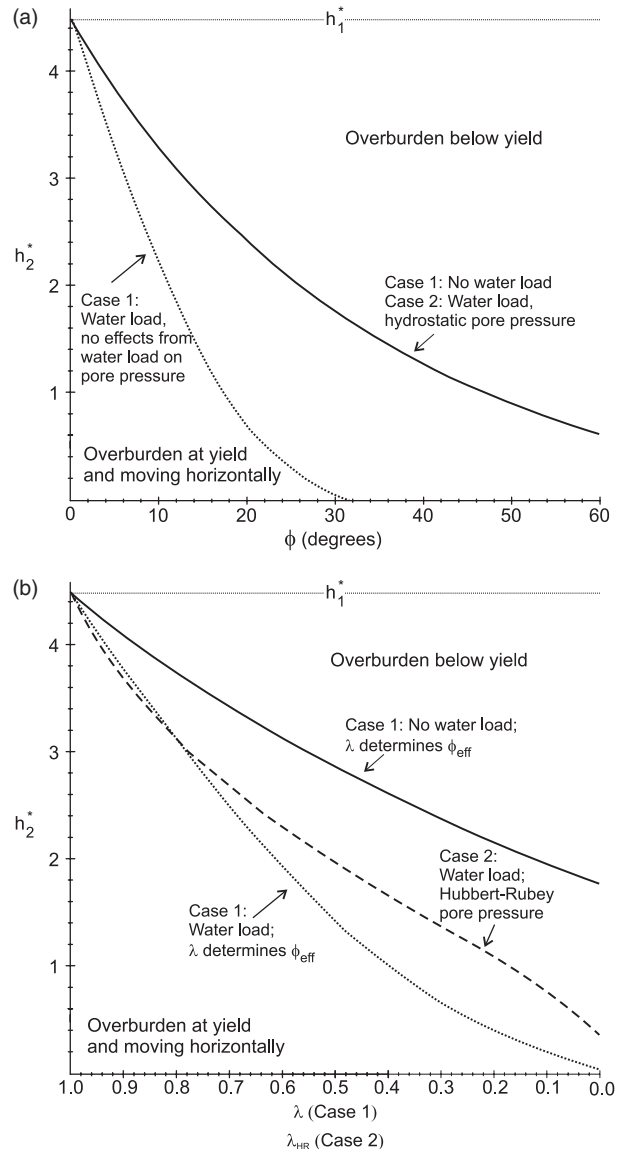 (a)
h₁*
4
Overburden below yield
3
h₂*
2
Case 1:
Water load,
no effects from
water load on
pore pressure
Case 1: No water load
Case 2: Water load,
hydrostatic pore pressure
1
Overburden at yield
and moving horizontally
0 10 20 30 40 50 60
ϕ (degrees)
(b)
h₁*
4
Overburden below yield
Case 1: No water load;
λ determines ϕeff
3
h₂*
2
Case 2:
Water load;
Hubbert-Rubey
pore pressure
Case 1:
Water load;
λ determines ϕeff
1
Overburden at yield
and moving horizontally
1.0 0.9 0.8 0.7 0.6 0.5 0.4 0.3 0.2 0.1 0.0
λ (Case 1)
λHR (Case 2)